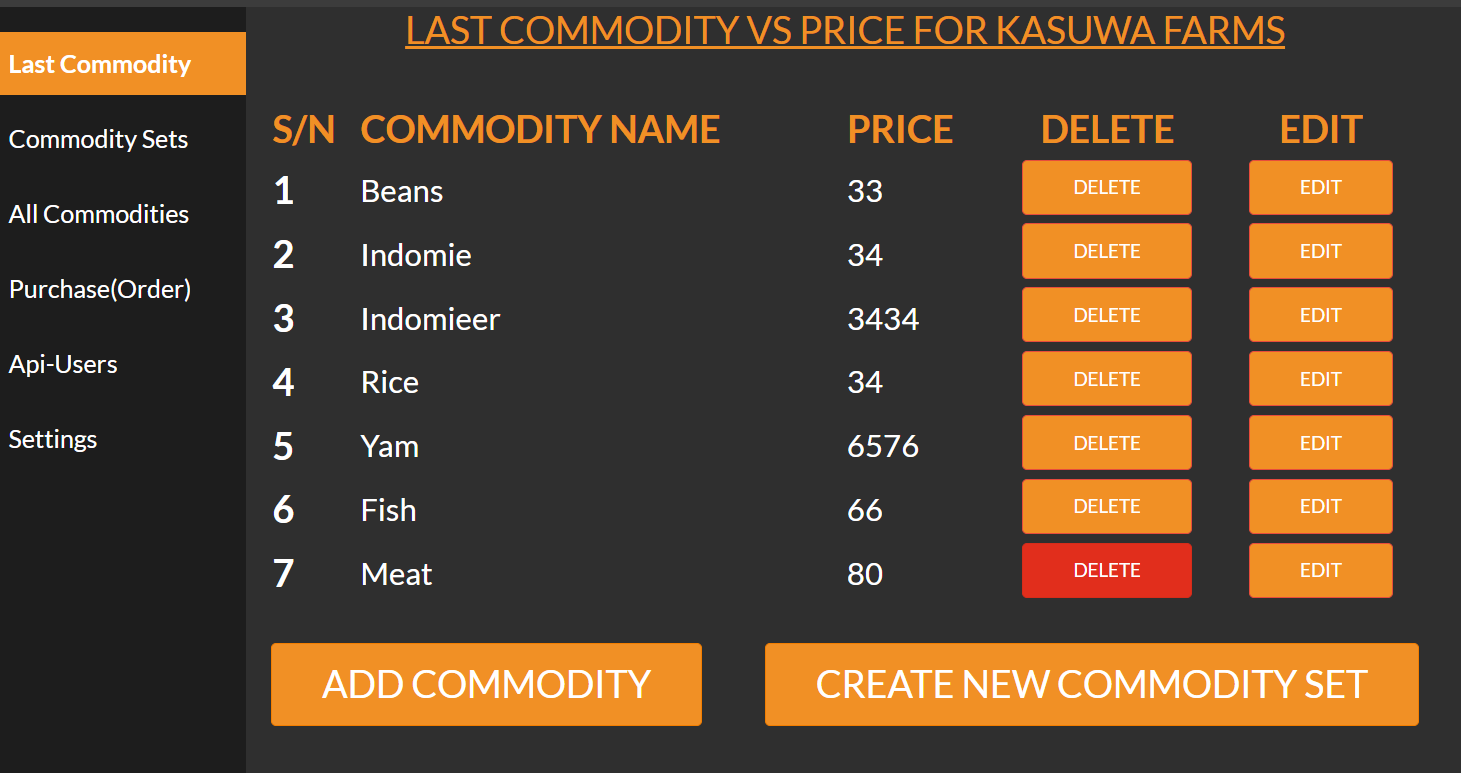 LAST COMMODITY VS PRICE FOR KASUWA FARMS
Last Commodity
Commodity Sets
All Commodities
Purchase(Order)
Api-Users
Settings
S/N COMMODITY NAME PRICE DELETE EDIT
1 Beans 33 DELETE EDIT
2 Indomie 34 DELETE EDIT
3 Indomieer 3434 DELETE EDIT
4 Rice 34 DELETE EDIT
5 Yam 6576 DELETE EDIT
6 Fish 66 DELETE EDIT
7 Meat 80 DELETE EDIT
ADD COMMODITY CREATE NEW COMMODITY SET